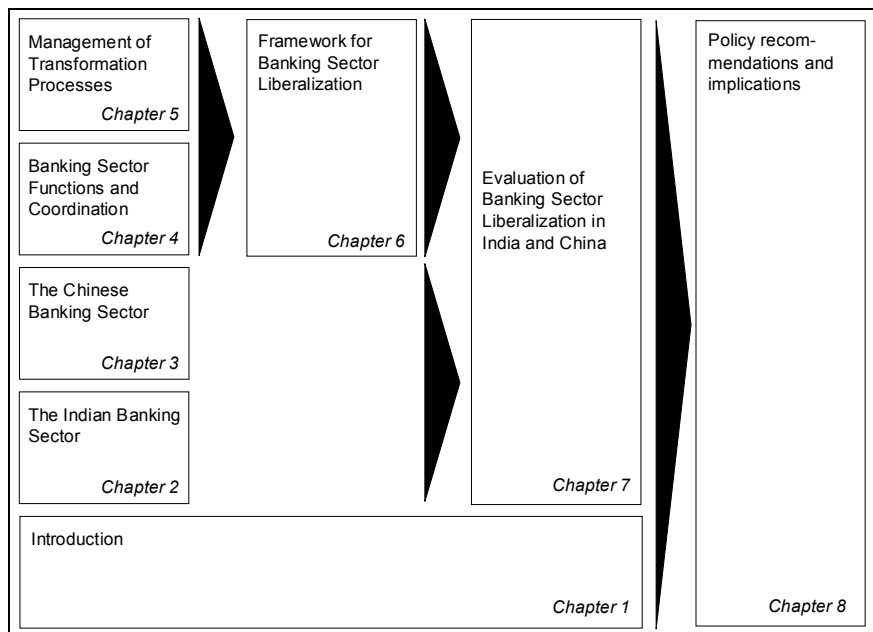 Management of
Transformation
Processes
Chapter 5
Banking Sector
Functions and
Coordination
Chapter 4
The Chinese
Banking Sector
Chapter 3
The Indian Banking
Sector
Chapter 2
Introduction
Chapter 1
Framework for
Banking Sector
Liberalization
Chapter 6
Evaluation of
Banking Sector
Liberalization in
India and China
Chapter 7
Policy recom-
mendations and
implications
Chapter 8